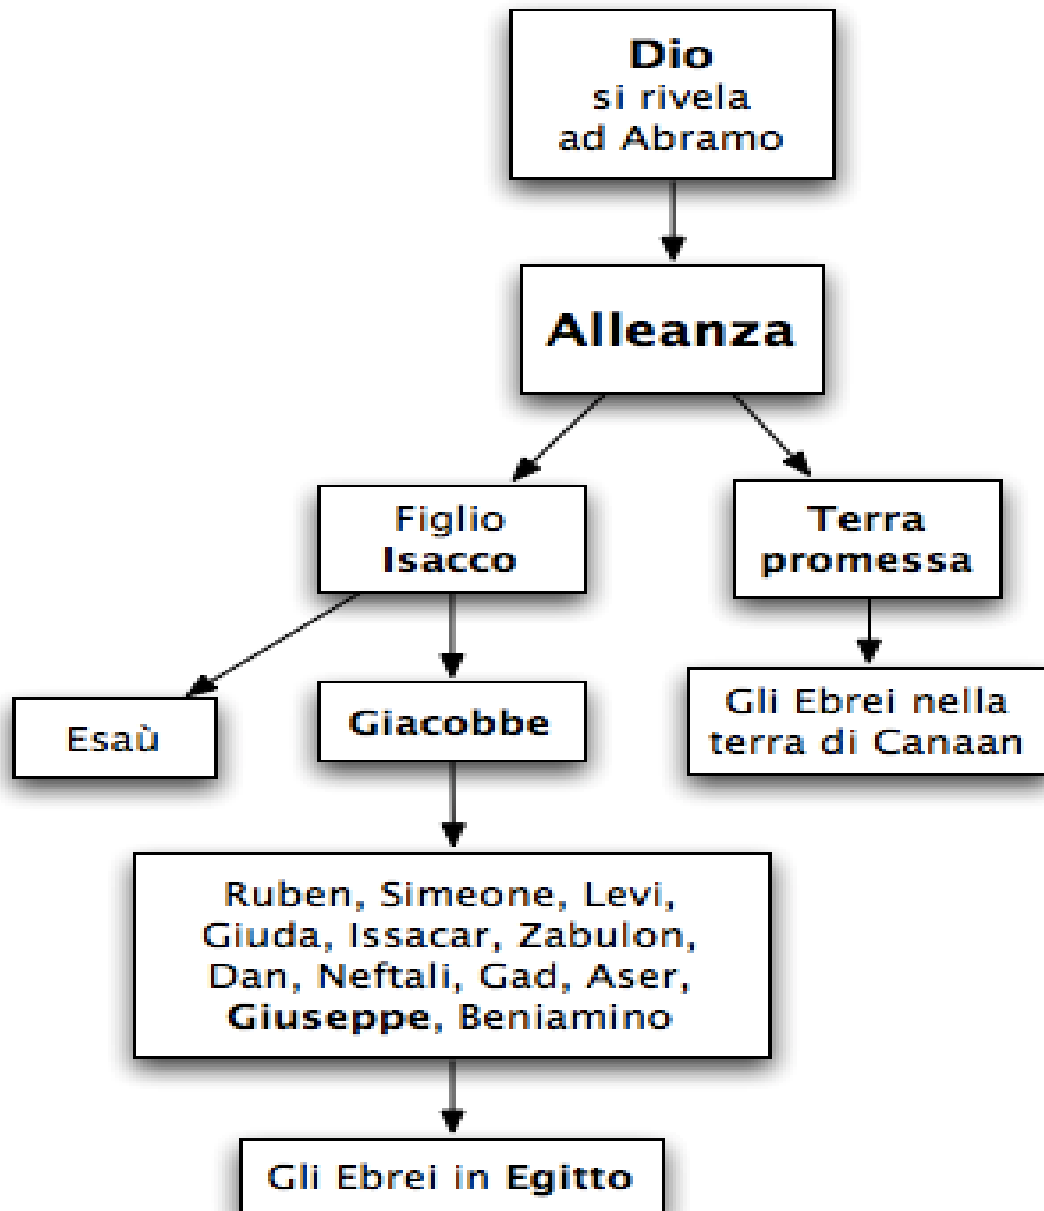 Dio
si rivela
ad Abramo
Alleanza
Figlio
Isacco
Terra
promessa
Esaù
Giacobbe
Gli Ebrei nella
terra di Canaan
Ruben, Simeone, Levi,
Giuda, Issacar, Zabulon,
Dan, Neftali, Gad, Aser,
Giuseppe, Beniamino
Gli Ebrei in Egitto